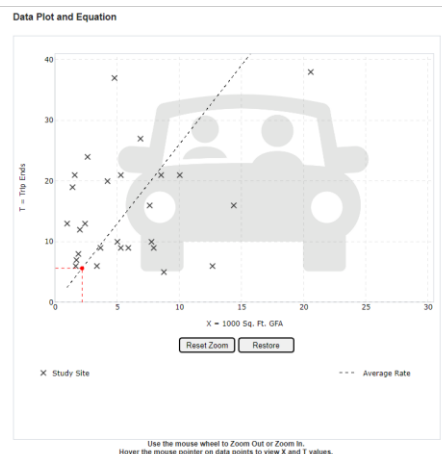 Data Plot and Equation
40
30
20
10
0
0 5 10 15 20 25 30
T = Trip Ends
X = 1000 Sq. Ft. GFA
Reset Zoom Restore
Study Site Average Rate
Use the mouse wheel to Zoom Out or Zoom In.
Hover the mouse pointer on data points to view X and T values.